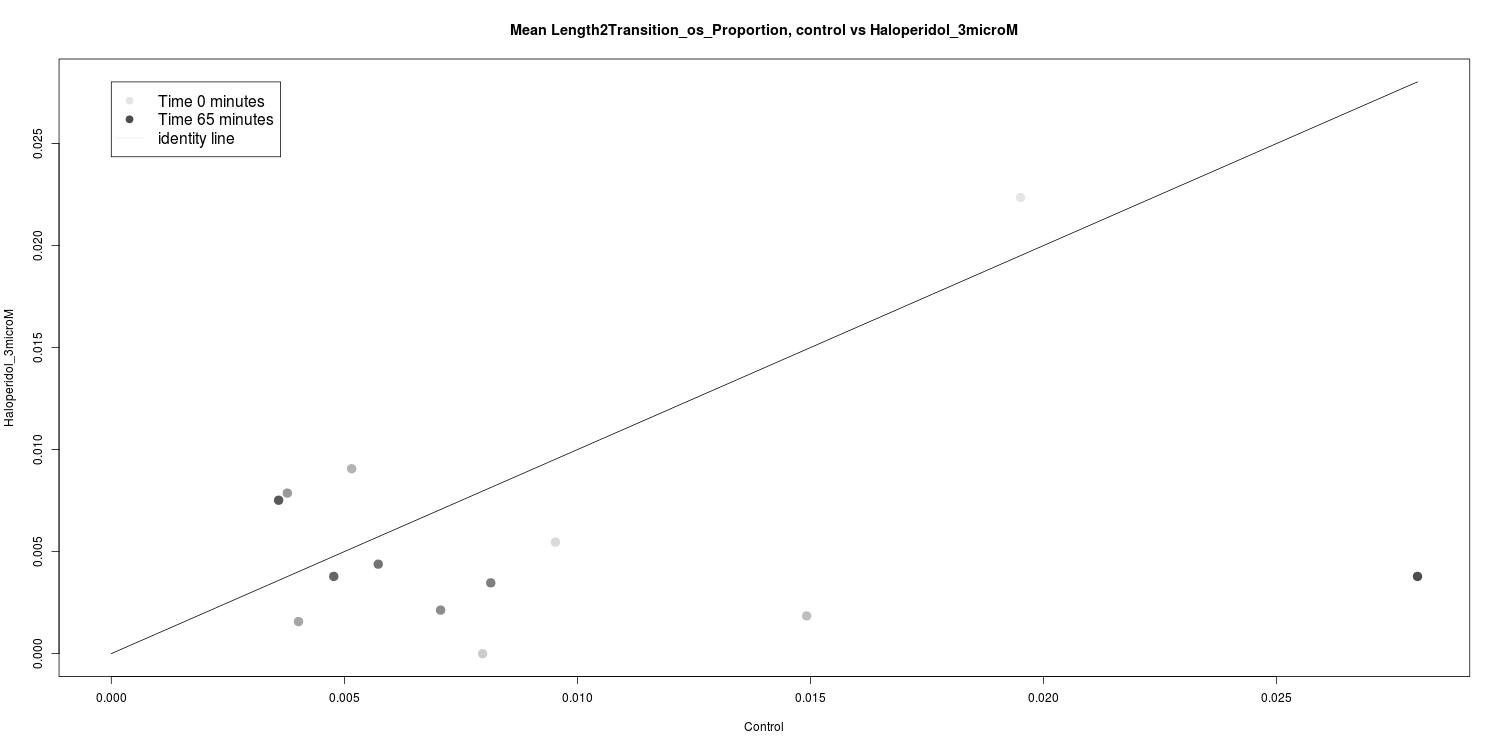 Mean Length2Transition_os_Proportion, control vs Haloperidol_3microM
Time 0 minutes
Time 65 minutes
identity line
Haloperidol_3microM
0.025
0.020
0.015
0.010
0.005
0.000
0.000 0.005 0.010 0.015 0.020 0.025
Control